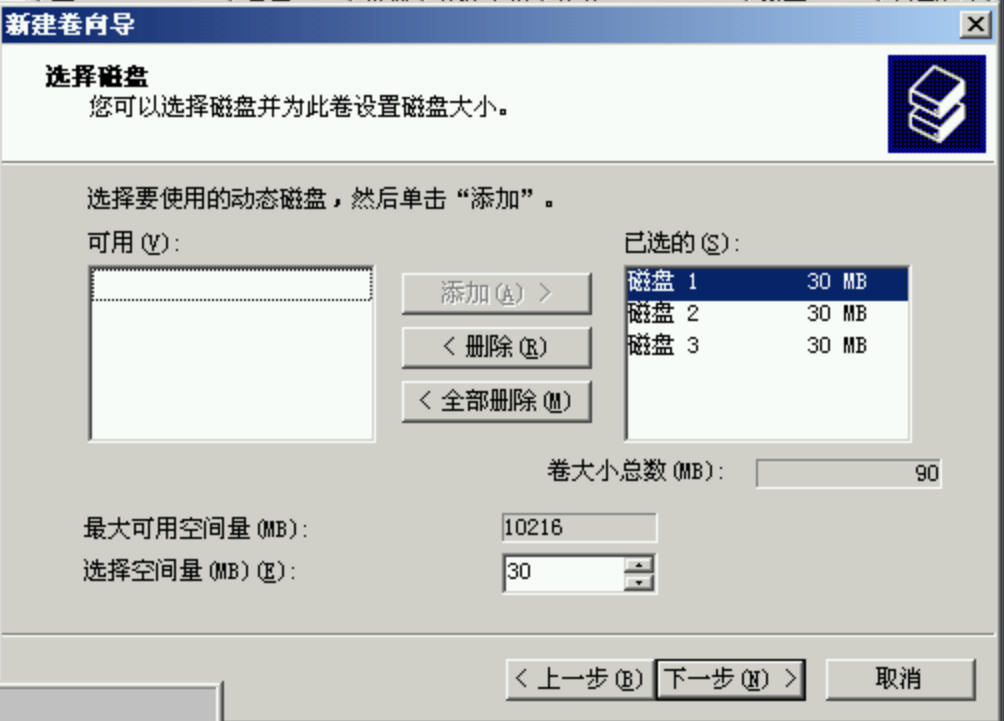 新建卷向导
选择磁盘
您可以选择磁盘并为此卷设置磁盘大小。
选择要使用的动态磁盘，然后单击“添加”。
可用(V):
已选的(S):
添加(A) >
< 删除(R)
< 全部删除(M)
磁盘 1 30 MB
磁盘 2 30 MB
磁盘 3 30 MB
卷大小总数(MB): 90
最大可用空间量(MB): 10216
选择空间量(MB)(E): 30
< 上一步(B) 下一步(N) > 取消